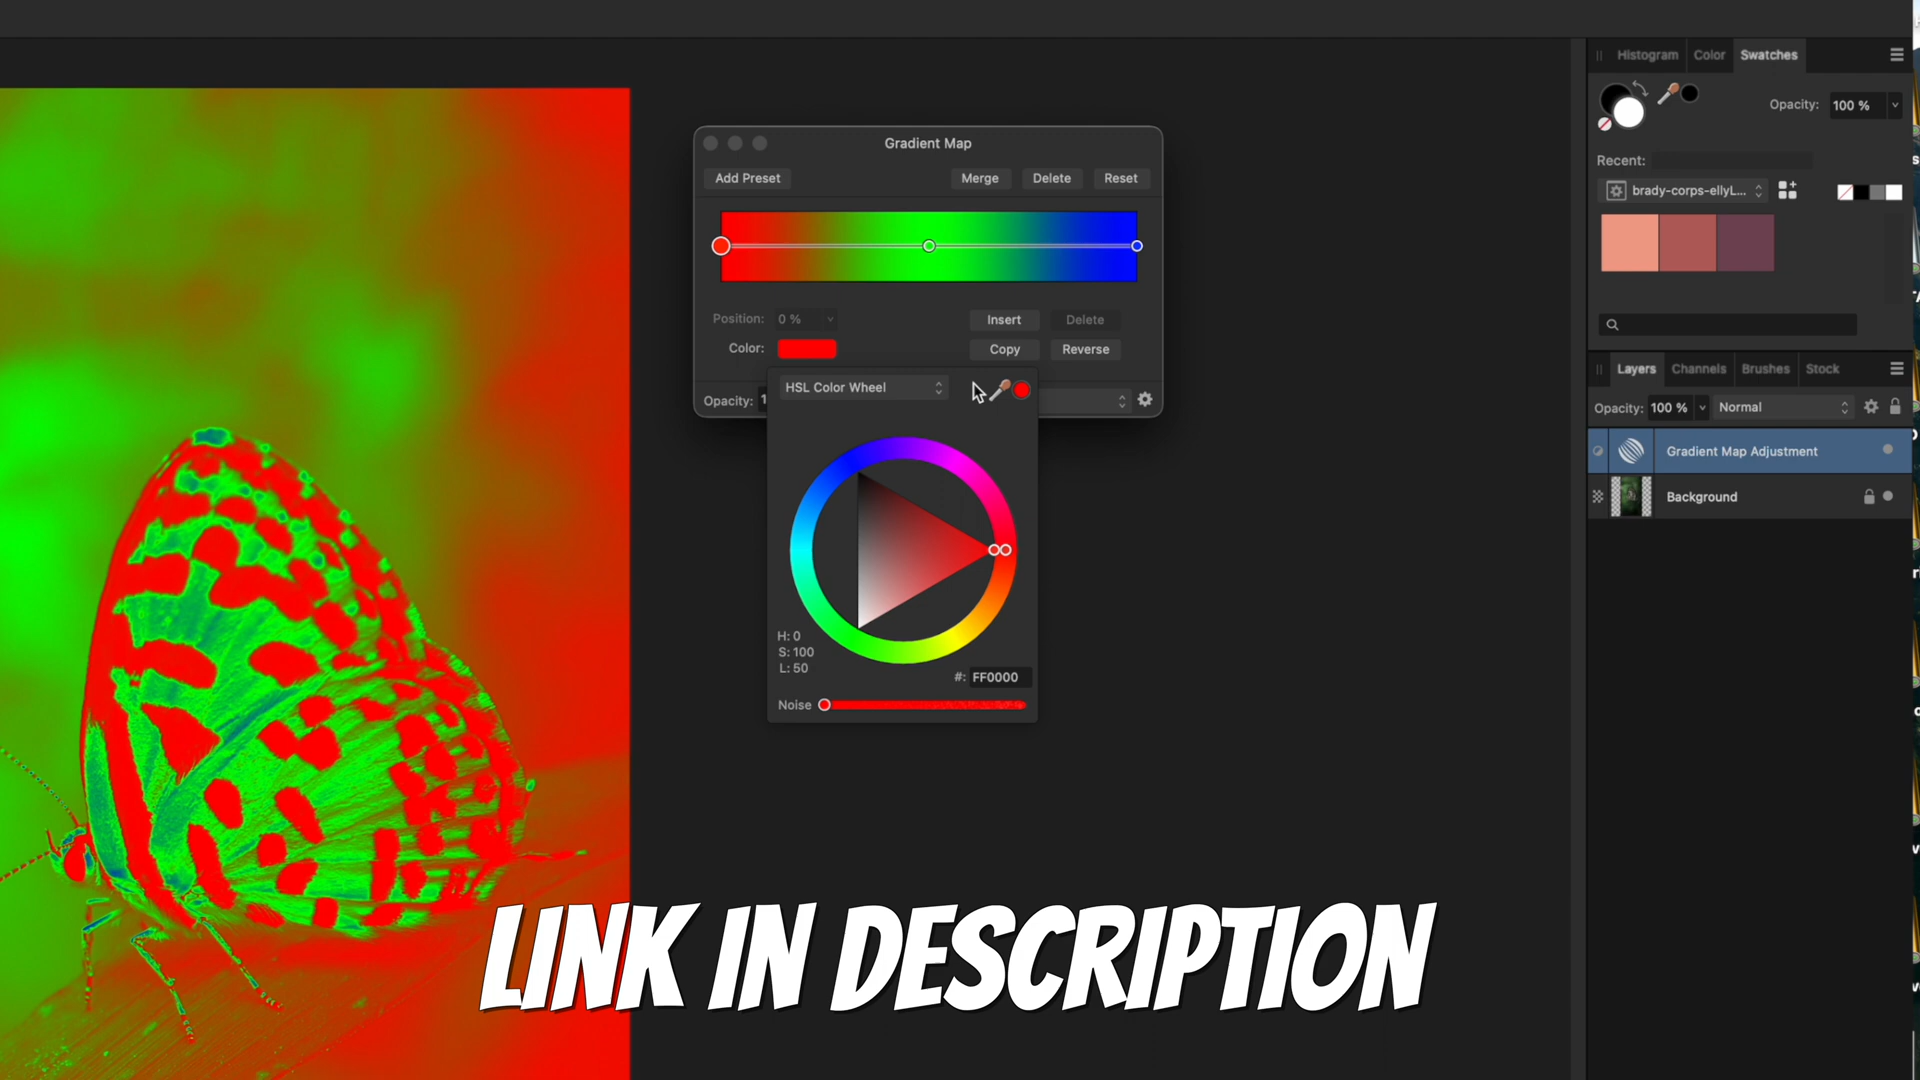 Histogram Color Swatches
Opacity: 100 %
Recent:
brady-corps-ellyL...
Gradient Map
Add Preset Merge Delete Reset
Position: 0 % Insert Delete
Color: Copy Reverse
Opacity:
HSL Color Wheel
H: 0
S: 100
L: 50
#: FF0000
Noise
Layers Channels Brushes Stock
Opacity: 100 % Normal
Gradient Map Adjustment
Background
LINK IN DESCRIPTION